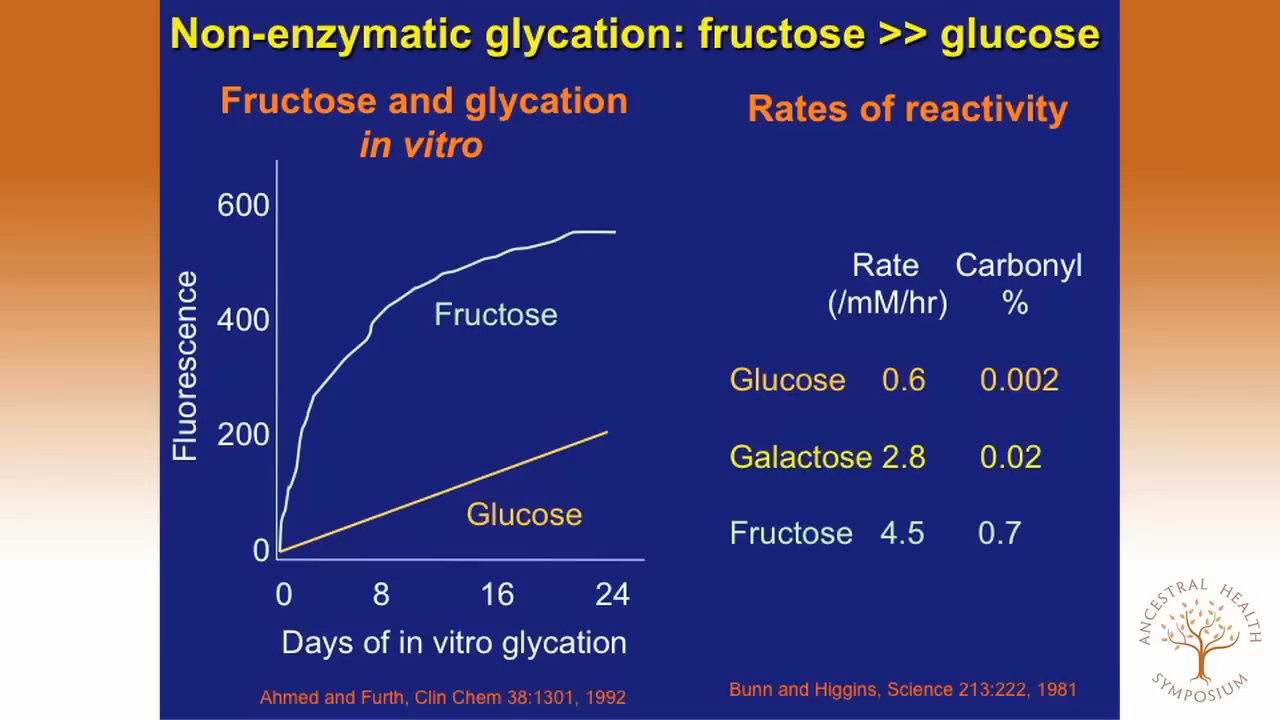 Non-enzymatic glycation: fructose >> glucose
Fructose and glycation
in vitro
Fluorescence
600
400
200
0
Fructose
Glucose
0 8 16 24
Days of in vitro glycation
Ahmed and Furth, Clin Chem 38:1301, 1992
Rates of reactivity
Rate Carbonyl
(/mM/hr) %
Glucose 0.6 0.002
Galactose 2.8 0.02
Fructose 4.5 0.7
Bunn and Higgins, Science 213:222, 1981
ANCESTRAL HEALTH
SYMPOSIUM